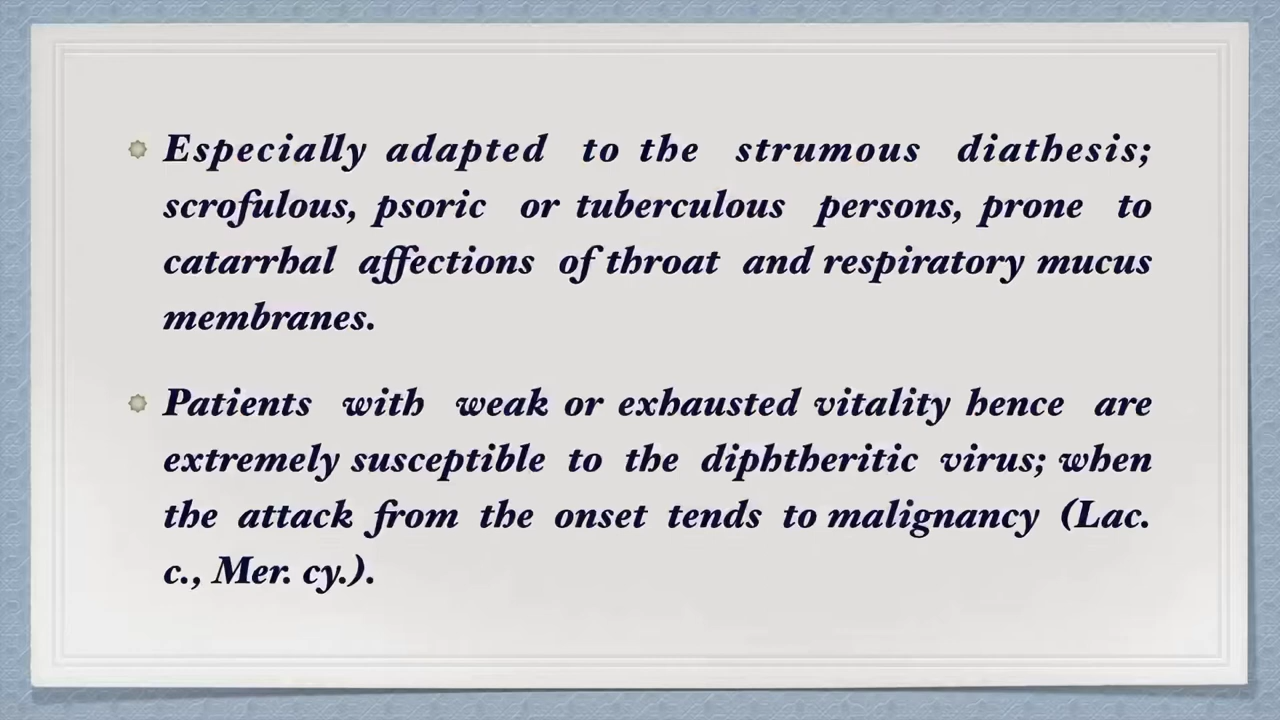 Especially adapted to the strumous diathesis;
scrofulous, psoric or tuberculous persons, prone to
catarrhal affections of throat and respiratory mucus
membranes.
Patients with weak or exhausted vitality hence are
extremely susceptible to the diphtheritic virus; when
the attack from the onset tends to malignancy (Lac.
c., Mer. cy.).